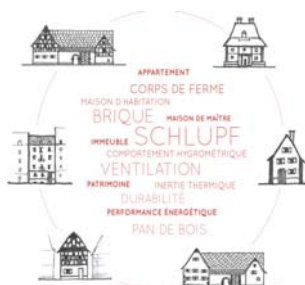 APPARTEMENT
CORPS DE FERME
MAISON D'HABITATION
BRIQUE MAISON DE MAÎTRE
IMMEUBLE SCHLUPF
COMPORTEMENT HYGROMÉTRIQUE
VENTILATION
PATRIMOINE INERTIE THERMIQUE
DURABILITÉ
PERFORMANCE ÉNERGÉTIQUE
PAN DE BOIS